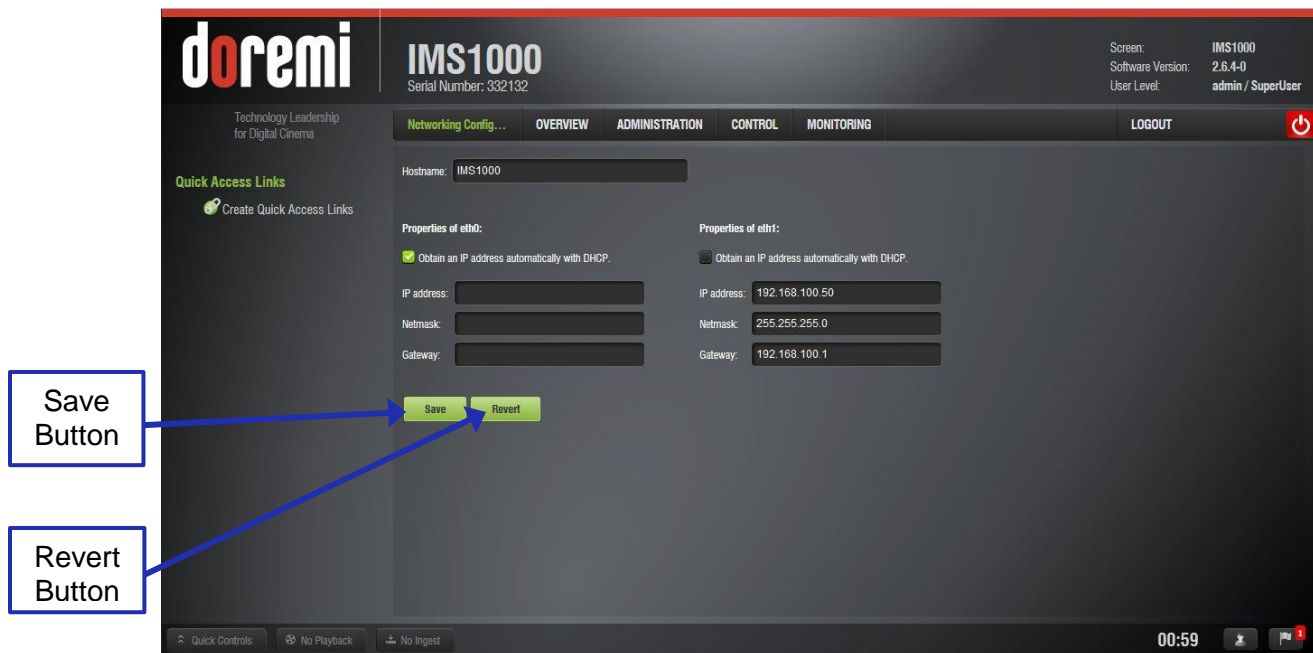 doremi
Technology Leadership
for Digital Cinema
IMS1000
Serial Number: 332132
Screen: IMS1000
Software Version: 2.6.4-0
User Level: admin / SuperUser
Networking Config... OVERVIEW ADMINISTRATION CONTROL MONITORING LOGOUT
Quick Access Links
Create Quick Access Links
Hostname: IMS1000
Properties of eth0: Properties of eth1:
Obtain an IP address automatically with DHCP. Obtain an IP address automatically with DHCP.
IP address: IP address: 192.168.100.50
Netmask: Netmask: 255.255.255.0
Gateway: Gateway: 192.168.100.1
Save Revert
Save
Button
Revert
Button
Quick Controls No Playback No Ingest 00:59 1